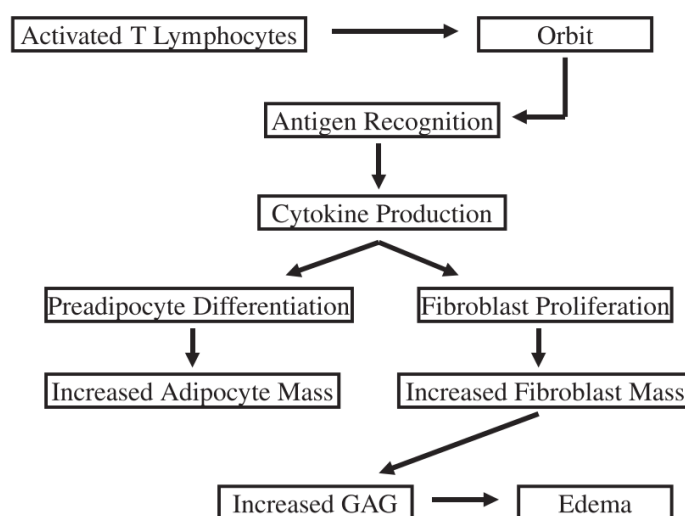 Activated T Lymphocytes
Orbit
Antigen Recognition
Cytokine Production
Preadipocyte Differentiation
Fibroblast Proliferation
Increased Adipocyte Mass
Increased Fibroblast Mass
Increased GAG
Edema